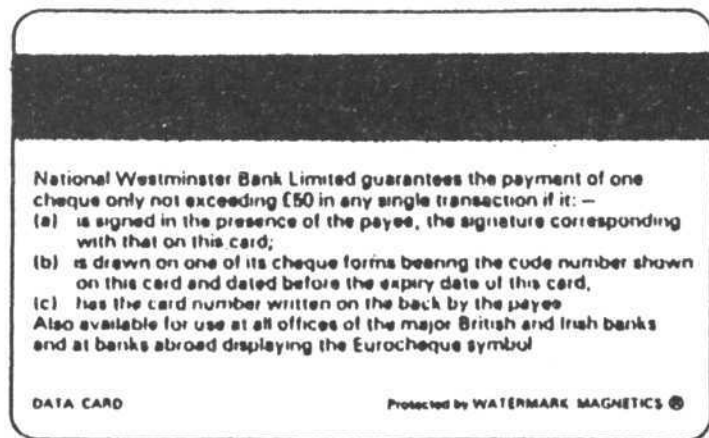 National Westminster Bank Limited guarantees the payment of one
cheque only not exceeding £50 in any single transaction if it: —
(a) is signed in the presence of the payee, the signature corresponding
with that on this card;
(b) is drawn on one of its cheque forms bearing the code number shown
on this card and dated before the expiry date of this card,
(c) has the card number written on the back by the payee
Also available for use at all offices of the major British and Irish banks
and at banks abroad displaying the Eurocheque symbol
DATA CARD
Protected by WATERMARK MAGNETICS ®